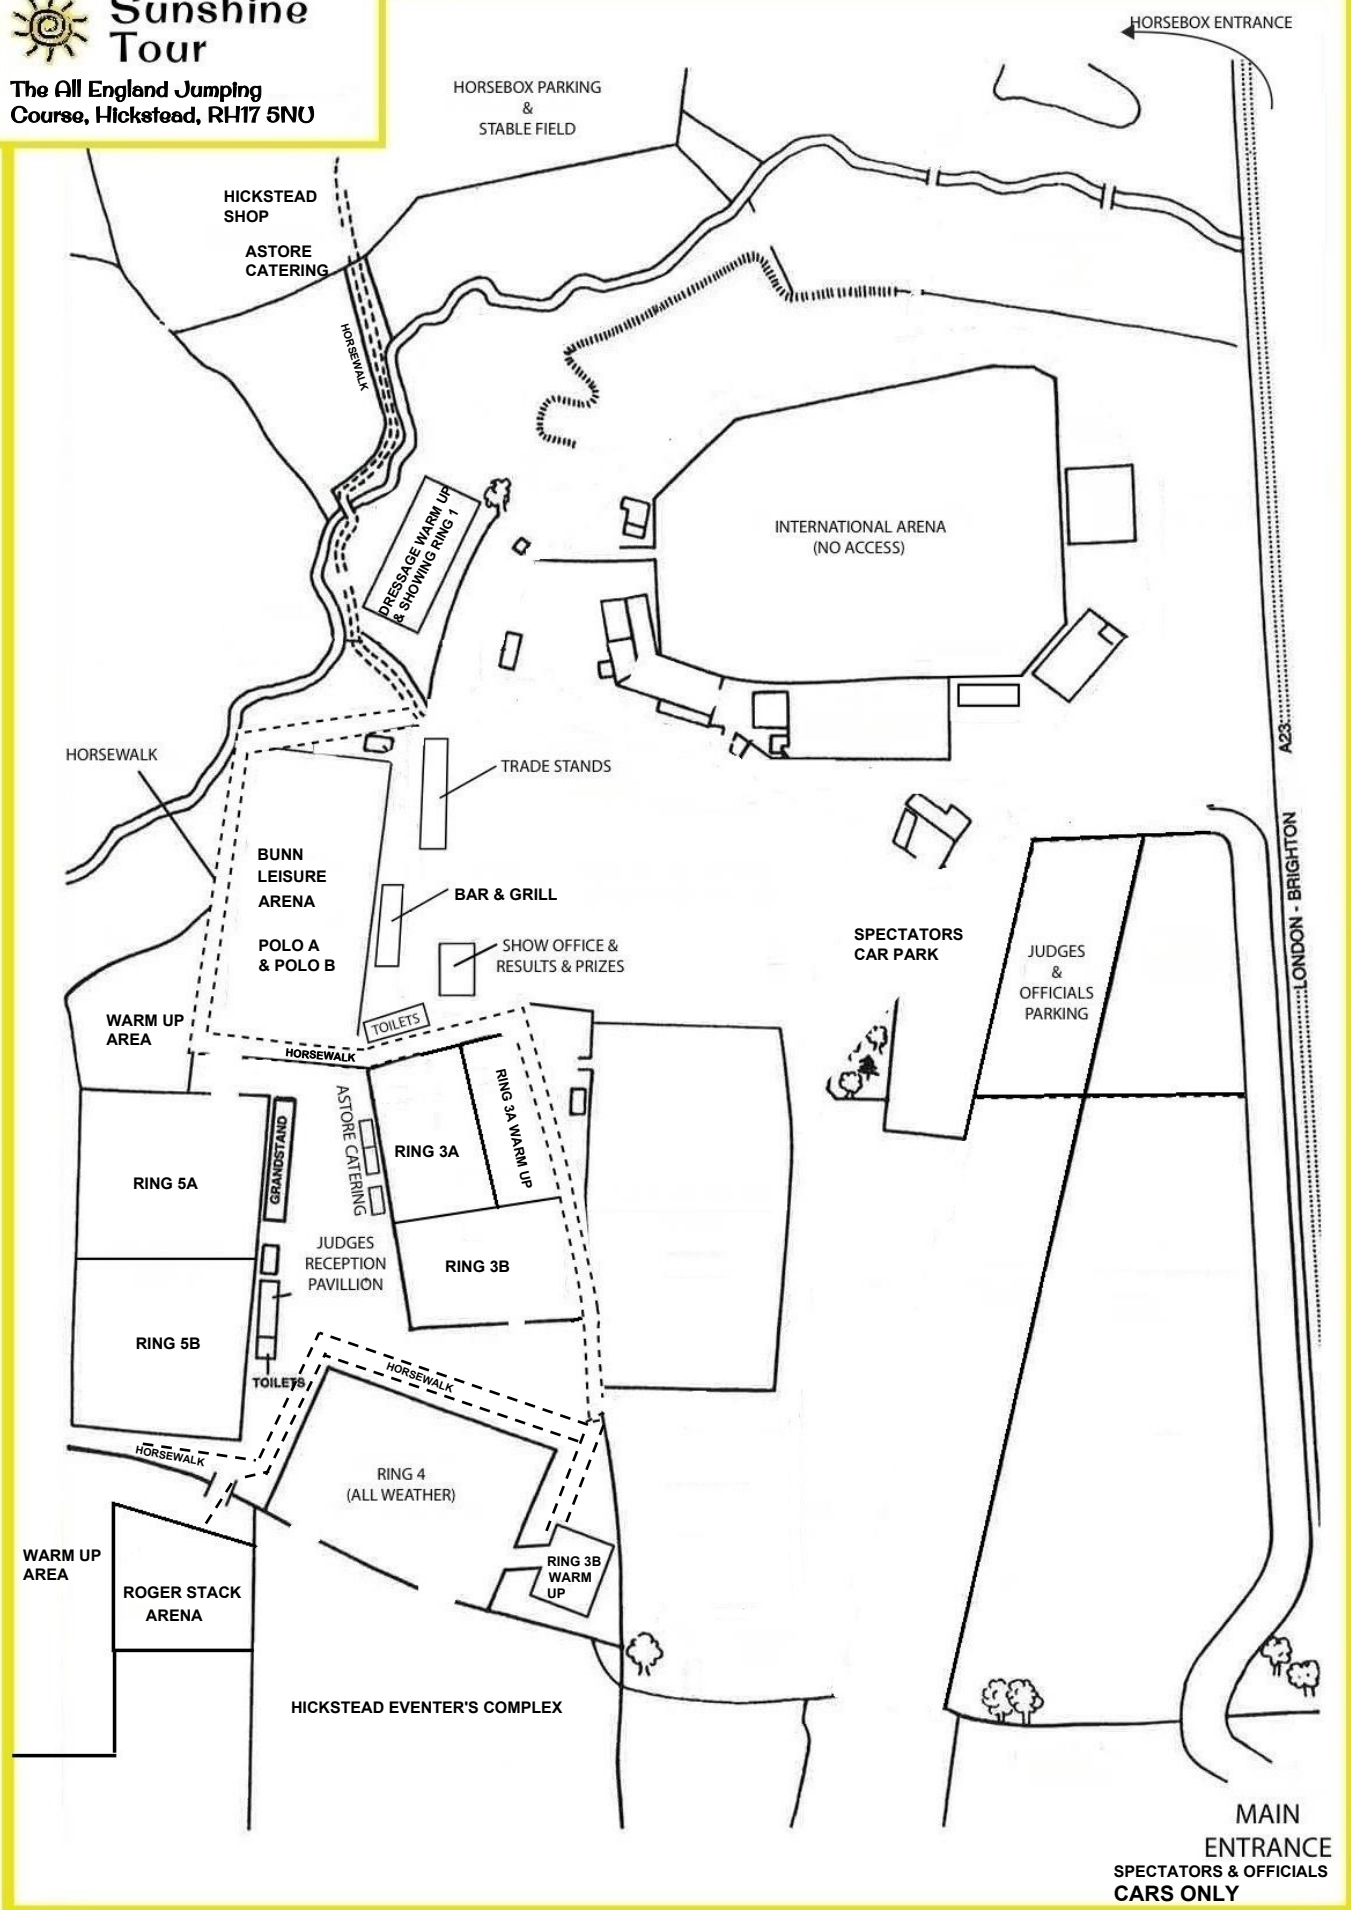 Sunshine
Tour
The All England Jumping
Course, Hickstead, RH17 5NU
HORSEBOX ENTRANCE
HORSEBOX PARKING
&
STABLE FIELD
HICKSTEAD
SHOP
ASTORE
CATERING
HORSEWALK
DRESSAGE WARM UP
& SHOWING RING 1
INTERNATIONAL ARENA
(NO ACCESS)
A23
LONDON - BRIGHTON
HORSEWALK
TRADE STANDS
BUNN
LEISURE
ARENA
POLO A
& POLO B
BAR & GRILL
SHOW OFFICE &
RESULTS & PRIZES
SPECTATORS
CAR PARK
JUDGES
&
OFFICIALS
PARKING
WARM UP
AREA
TOILETS
HORSEWALK
ASTORE CATERING
RING 3A
RING 3A WARM UP
GRANDSTAND
RING 5A
JUDGES
RECEPTION
PAVILLION
RING 3B
RING 5B
TOILETS
HORSEWALK
HORSEWALK
RING 4
(ALL WEATHER)
WARM UP
AREA
ROGER STACK
ARENA
RING 3B
WARM
UP
HICKSTEAD EVENTER'S COMPLEX
MAIN
ENTRANCE
SPECTATORS & OFFICIALS
CARS ONLY